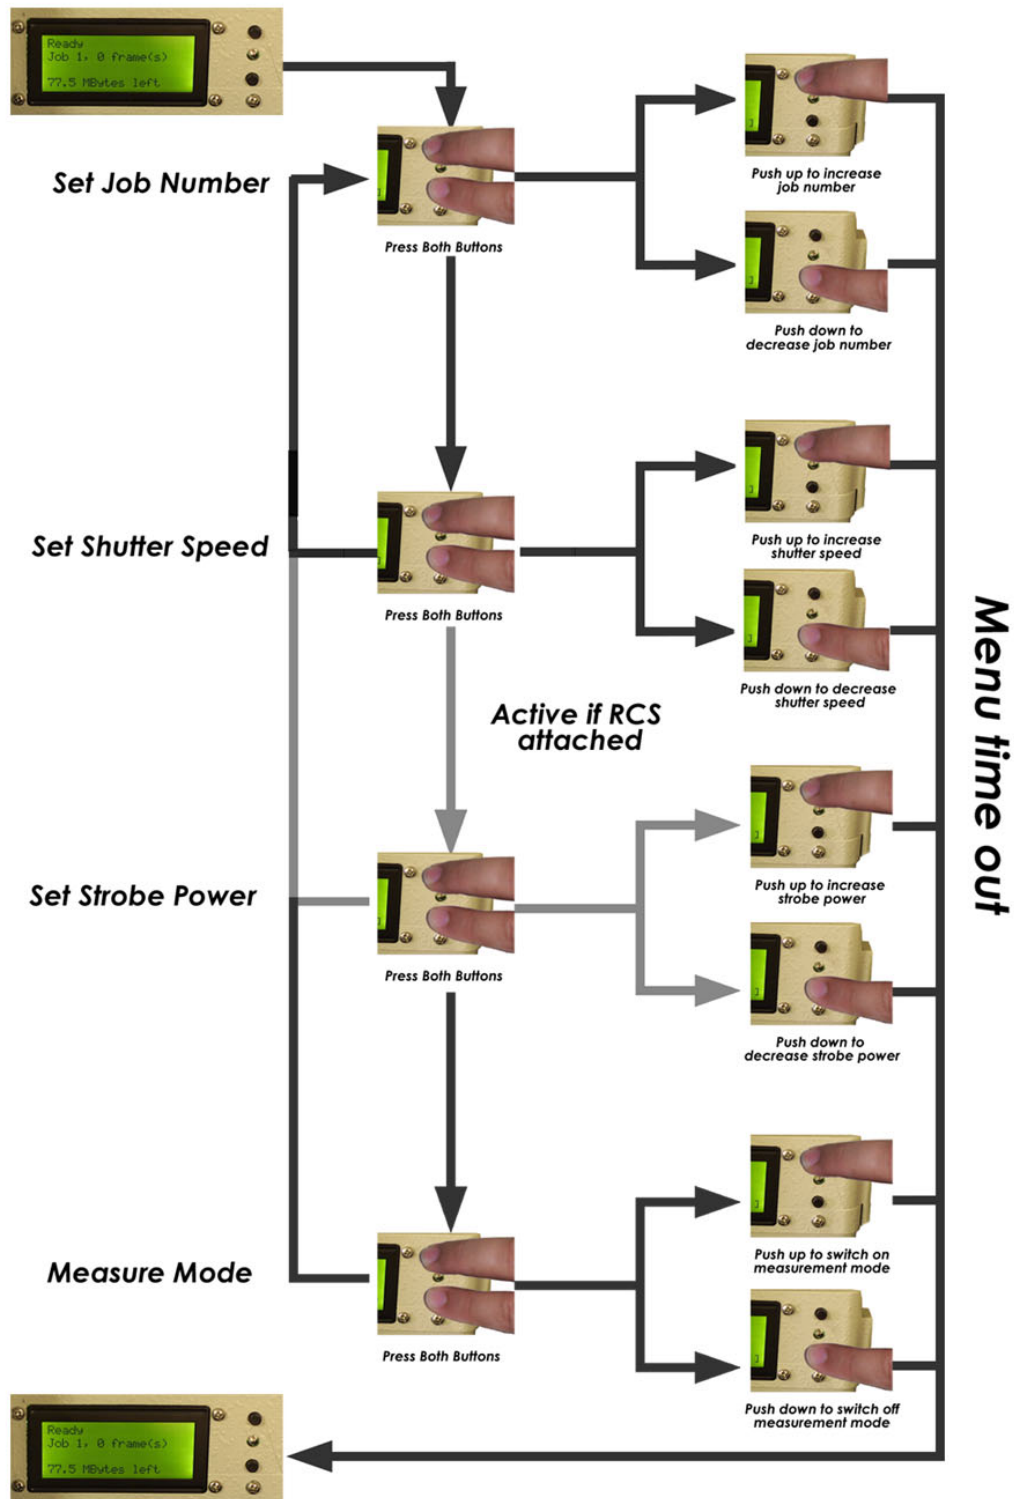 Ready
Job 1, 0 frame(s)
77.5 MBytes left
Set Job Number
Press Both Buttons
Push up to increase
job number
Push down to
decrease job number
Set Shutter Speed
Press Both Buttons
Push up to increase
shutter speed
Push down to decrease
shutter speed
Active if RCS
attached
Set Strobe Power
Press Both Buttons
Push up to increase
strobe power
Push down to
decrease strobe power
Measure Mode
Press Both Buttons
Push up to switch on
measurement mode
Push down to switch off
measurement mode
Menu time out
Ready
Job 1, 0 frame(s)
77.5 MBytes left